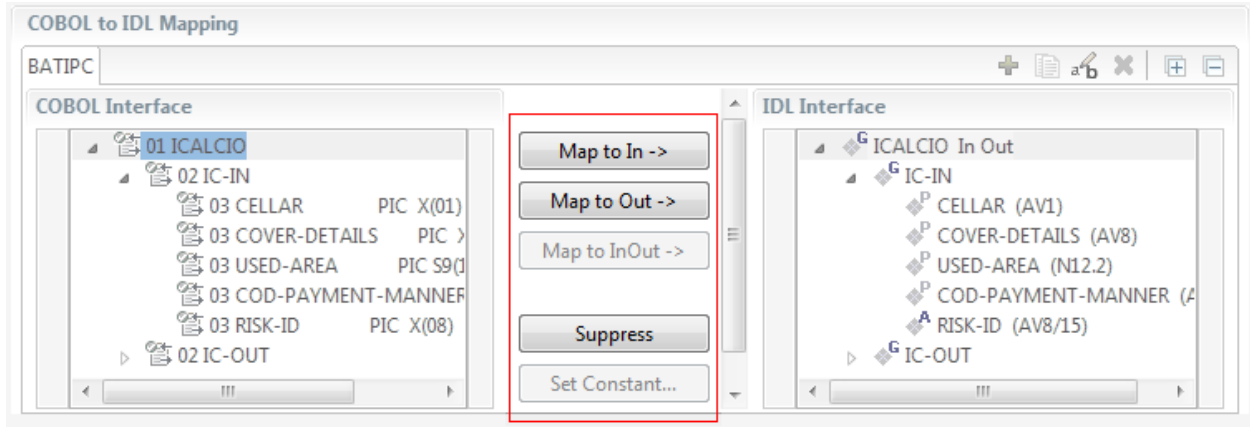 COBOL to IDL Mapping
BATIPC
COBOL Interface
01 ICALCIO
02 IC-IN
03 CELLAR PIC X(01)
03 COVER-DETAILS PIC
03 USED-AREA PIC S9(1
03 COD-PAYMENT-MANNER
03 RISK-ID PIC X(08)
02 IC-OUT
Map to In ->
Map to Out ->
Map to InOut ->
Suppress
Set Constant...
IDL Interface
G ICALCIO In Out
G IC-IN
P CELLAR (AV1)
P COVER-DETAILS (AV8)
P USED-AREA (N12.2)
P COD-PAYMENT-MANNER (A
A RISK-ID (AV8/15)
G IC-OUT